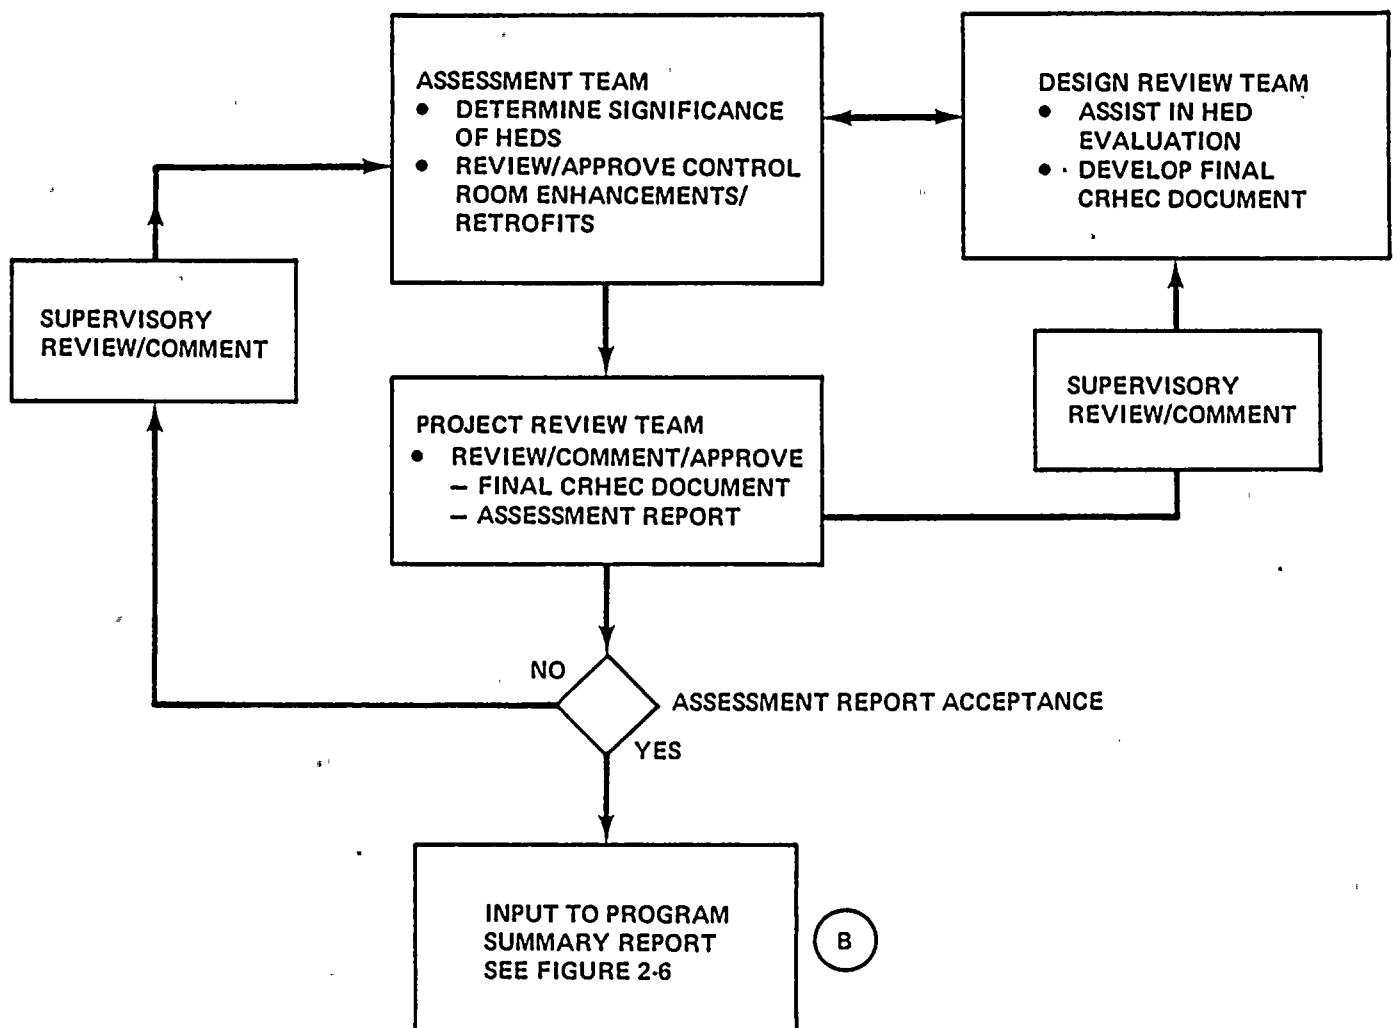 ASSESSMENT TEAM
● DETERMINE SIGNIFICANCE
OF HEDS
● REVIEW/APPROVE CONTROL
ROOM ENHANCEMENTS/
RETROFITS
DESIGN REVIEW TEAM
● ASSIST IN HED
EVALUATION
● DEVELOP FINAL
CRHEC DOCUMENT
SUPERVISORY
REVIEW/COMMENT
SUPERVISORY
REVIEW/COMMENT
PROJECT REVIEW TEAM
● REVIEW/COMMENT/APPROVE
– FINAL CRHEC DOCUMENT
– ASSESSMENT REPORT
NO
ASSESSMENT REPORT ACCEPTANCE
YES
INPUT TO PROGRAM
SUMMARY REPORT
SEE FIGURE 2-6
B